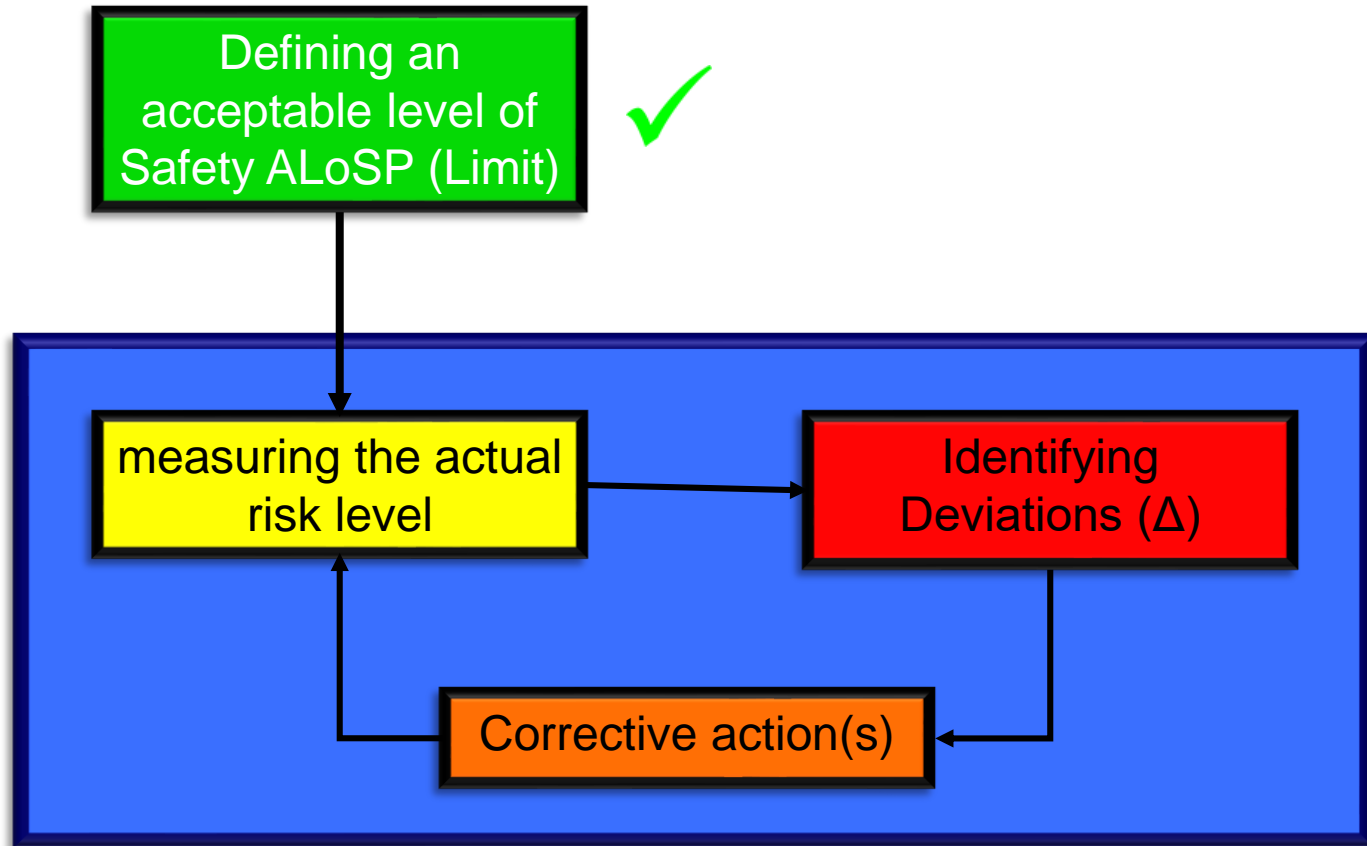 Defining an
acceptable level of
Safety ALoSP (Limit)
measuring the actual
risk level
Identifying
Deviations (Δ)
Corrective action(s)